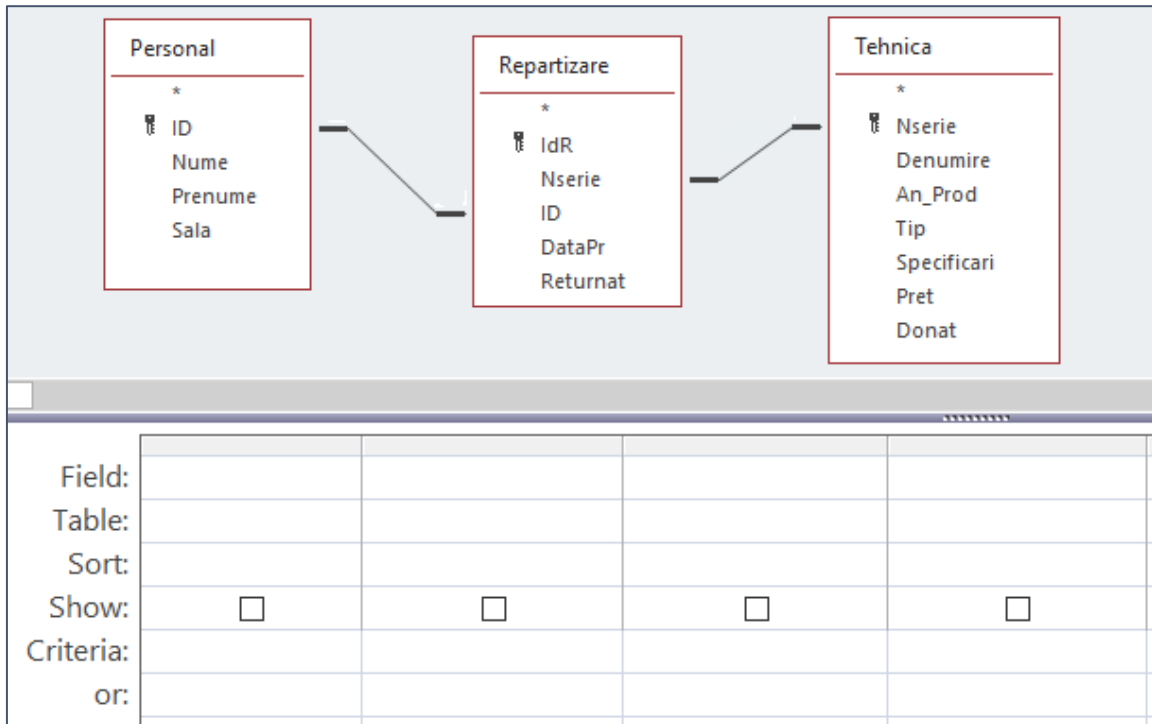 Personal
*
ID
Nume
Prenume
Sala
Repartizare
*
IdR
Nserie
ID
DataPr
Returnat
Tehnica
*
Nserie
Denumire
An_Prod
Tip
Specificari
Pret
Donat
Field:
Table:
Sort:
Show:
Criteria:
or: